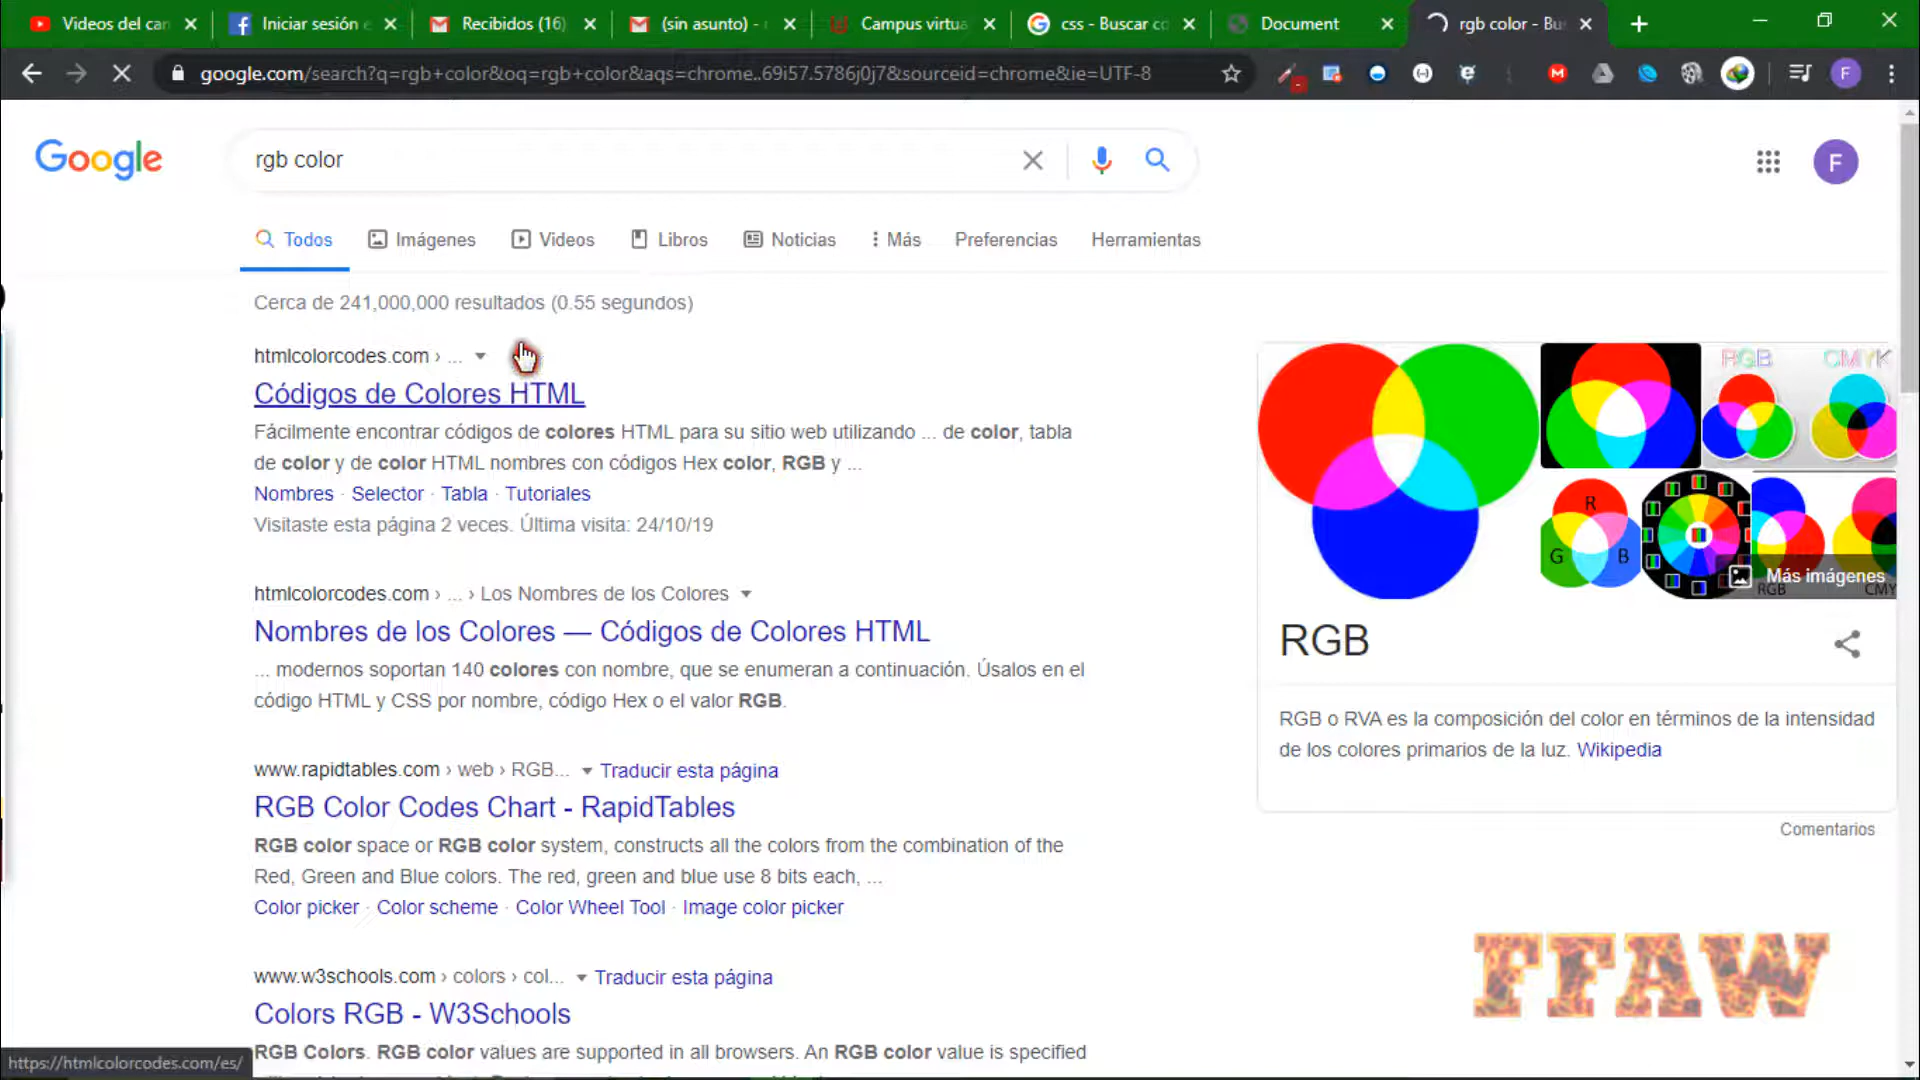 Videos del can
Iniciar sesión e
Recibidos (16)
(sin asunto) -
Campus virtua
css - Buscar co
Document
rgb color - Bu
google.com/search?q=rgb+color&oq=rgb+color&aqs=chrome..69i57.5786j0j7&sourceid=chrome&ie=UTF-8
F
Google
rgb color
F
Todos
Imágenes
Videos
Libros
Noticias
Más
Preferencias
Herramientas
Cerca de 241,000,000 resultados (0.55 segundos)
htmlcolorcodes.com › ...
Códigos de Colores HTML
Fácilmente encontrar códigos de colores HTML para su sitio web utilizando ... de color, tabla
de color y de color HTML nombres con códigos Hex color, RGB y ...
Nombres · Selector · Tabla · Tutoriales
Visitaste esta página 2 veces. Última visita: 24/10/19
htmlcolorcodes.com › ... › Los Nombres de los Colores
Nombres de los Colores — Códigos de Colores HTML
... modernos soportan 140 colores con nombre, que se enumeran a continuación. Úsalos en el
código HTML y CSS por nombre, código Hex o el valor RGB.
www.rapidtables.com › web › RGB... Traducir esta página
RGB Color Codes Chart - RapidTables
RGB color space or RGB color system, constructs all the colors from the combination of the
Red, Green and Blue colors. The red, green and blue use 8 bits each, ...
Color picker · Color scheme · Color Wheel Tool · Image color picker
www.w3schools.com › colors › col... Traducir esta página
Colors RGB - W3Schools
RGB Colors. RGB color values are supported in all browsers. An RGB color value is specified
https://htmlcolorcodes.com/es/
RGB
CMYK
R
G
B
Más imágenes
RGB
CMY
RGB
RGB o RVA es la composición del color en términos de la intensidad
de los colores primarios de la luz. Wikipedia
Comentarios
FFAW